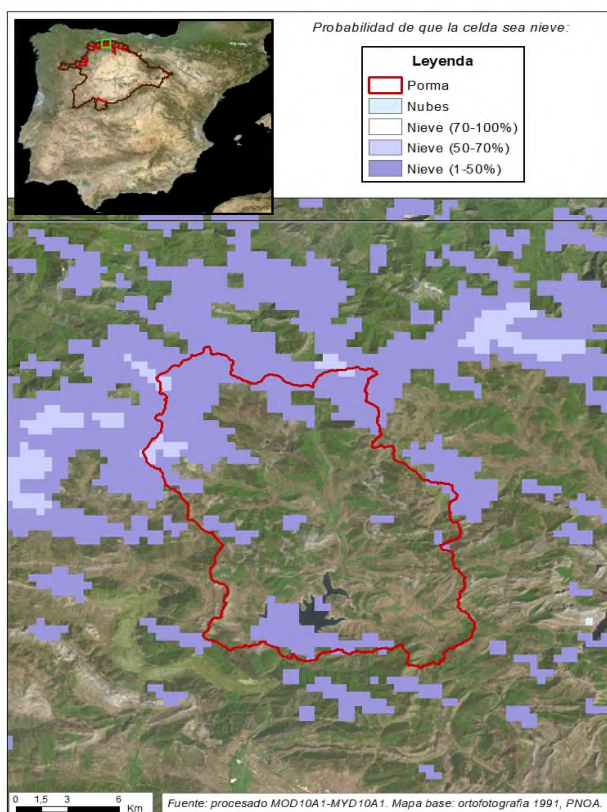 Probabilidad de que la celda sea nieve:
Leyenda
Porma
Nubes
Nieve (70-100%)
Nieve (50-70%)
Nieve (1-50%)
0 1,5 3 6
Km
Fuente: procesado MOD10A1-MYD10A1. Mapa base: ortofotografia 1991, PNOA